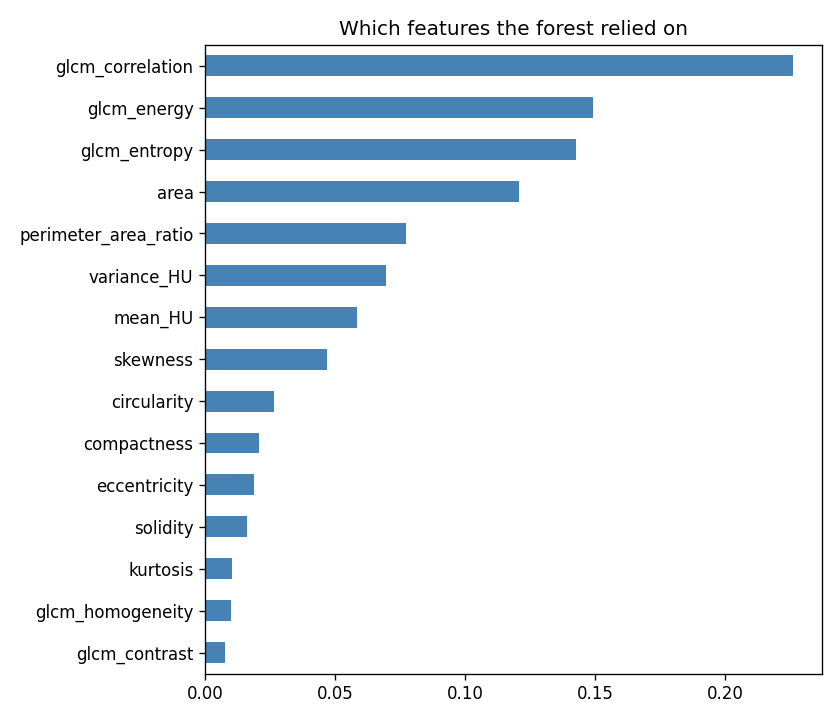 Which features the forest relied on
glcm_correlation
glcm_energy
glcm_entropy
area
perimeter_area_ratio
variance_HU
mean_HU
skewness
circularity
compactness
eccentricity
solidity
kurtosis
glcm_homogeneity
glcm_contrast
0.00 0.05 0.10 0.15 0.20